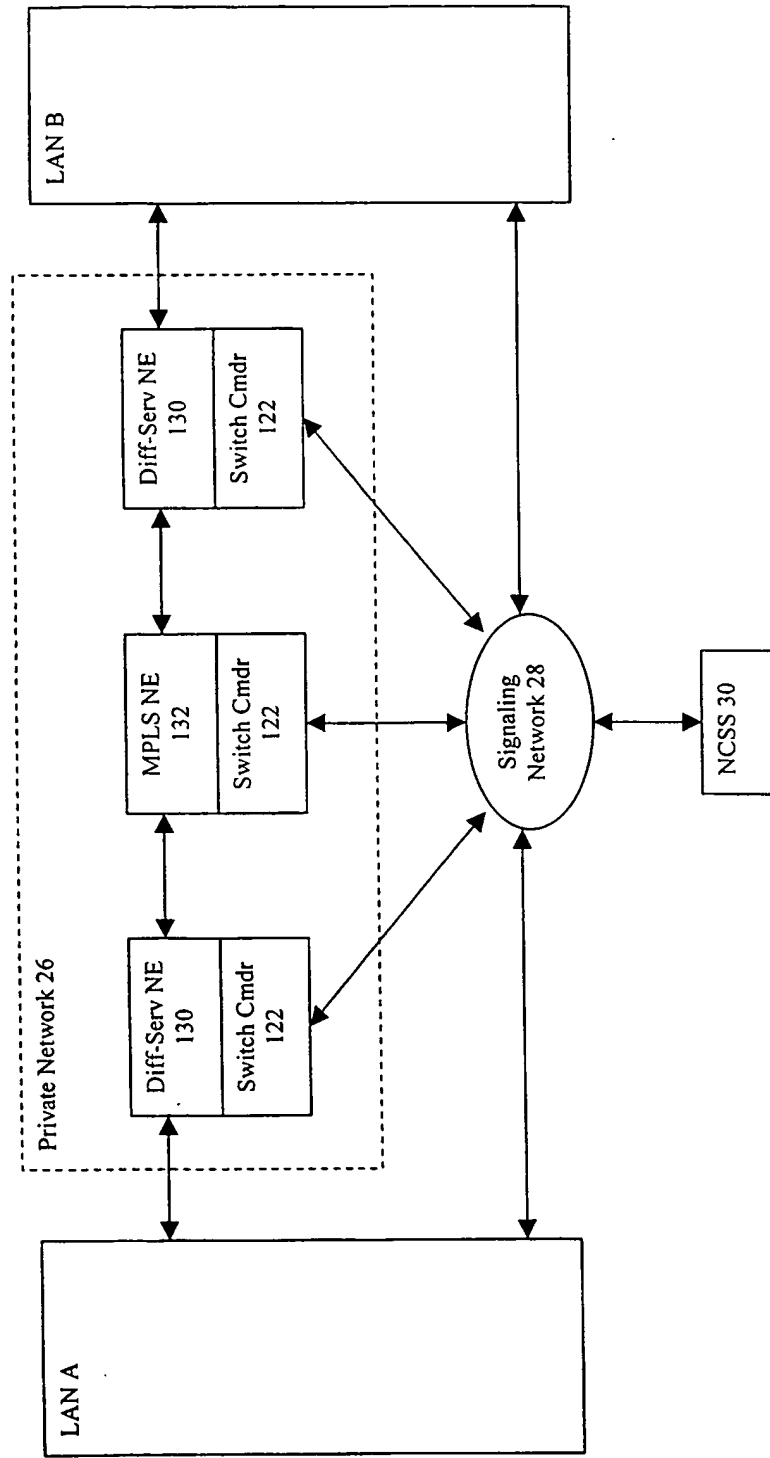 Private Network 26
LAN A
Diff-Serv NE
130
Switch Cmdr
122
MPLS NE
132
Switch Cmdr
122
Diff-Serv NE
130
Switch Cmdr
122
LAN B
Signaling
Network 28
NCSS 30